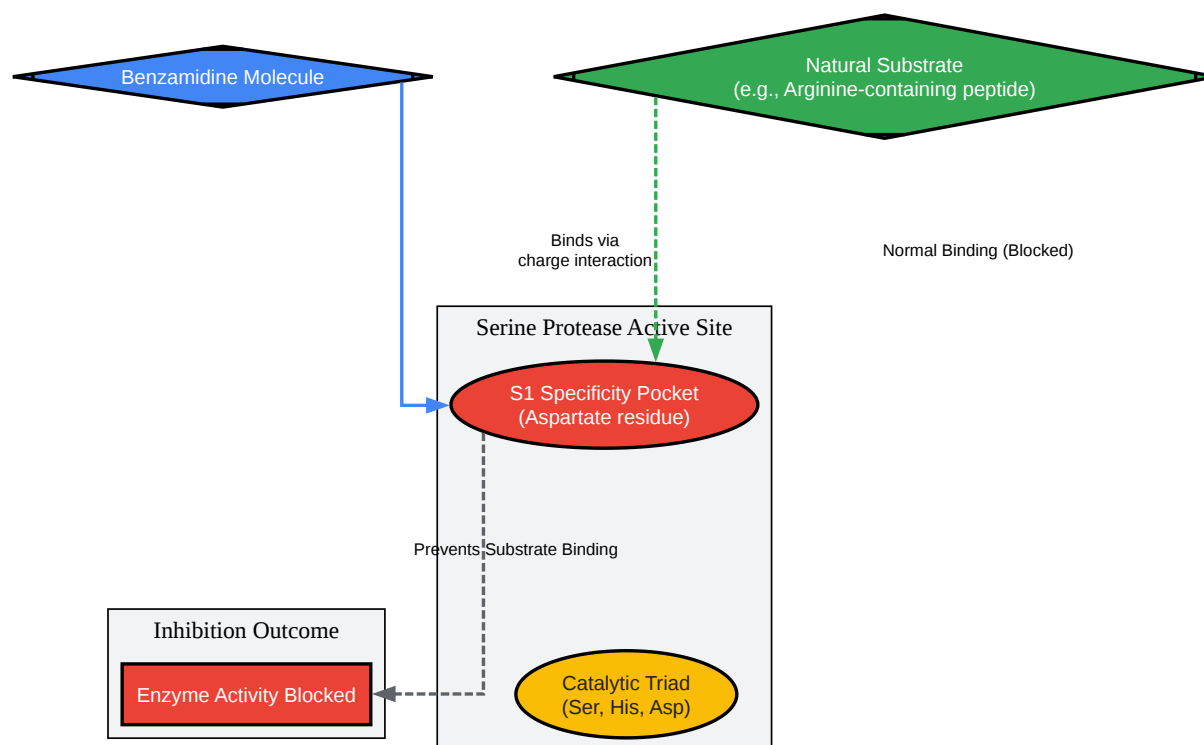 Benzamidine Molecule
Natural Substrate
(e.g., Arginine-containing peptide)
Binds via
charge interaction
Normal Binding (Blocked)
Serine Protease Active Site
S1 Specificity Pocket
(Aspartate residue)
Prevents Substrate Binding
Inhibition Outcome
Enzyme Activity Blocked
Catalytic Triad
(Ser, His, Asp)